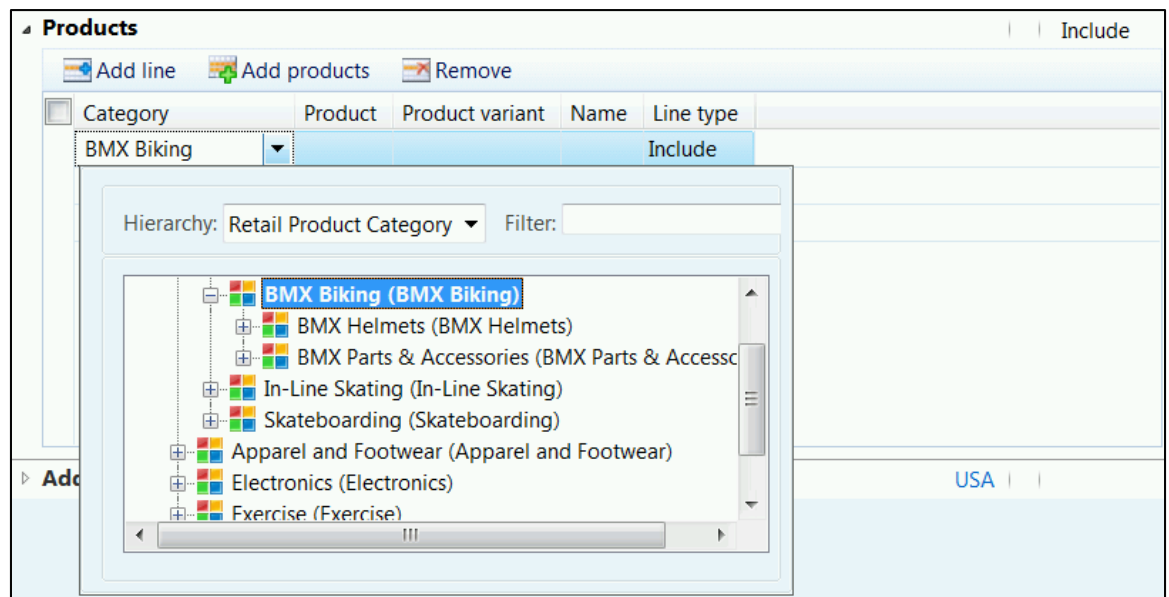 Products Include
Add line Add products Remove
Category Product Product variant Name Line type
BMX Biking Include
Hierarchy: Retail Product Category Filter:
BMX Biking (BMX Biking)
BMX Helmets (BMX Helmets)
BMX Parts & Accessories (BMX Parts & Accessc
In-Line Skating (In-Line Skating)
Skateboarding (Skateboarding)
Apparel and Footwear (Apparel and Footwear)
Electronics (Electronics)
Exercise (Exercise)
Add USA